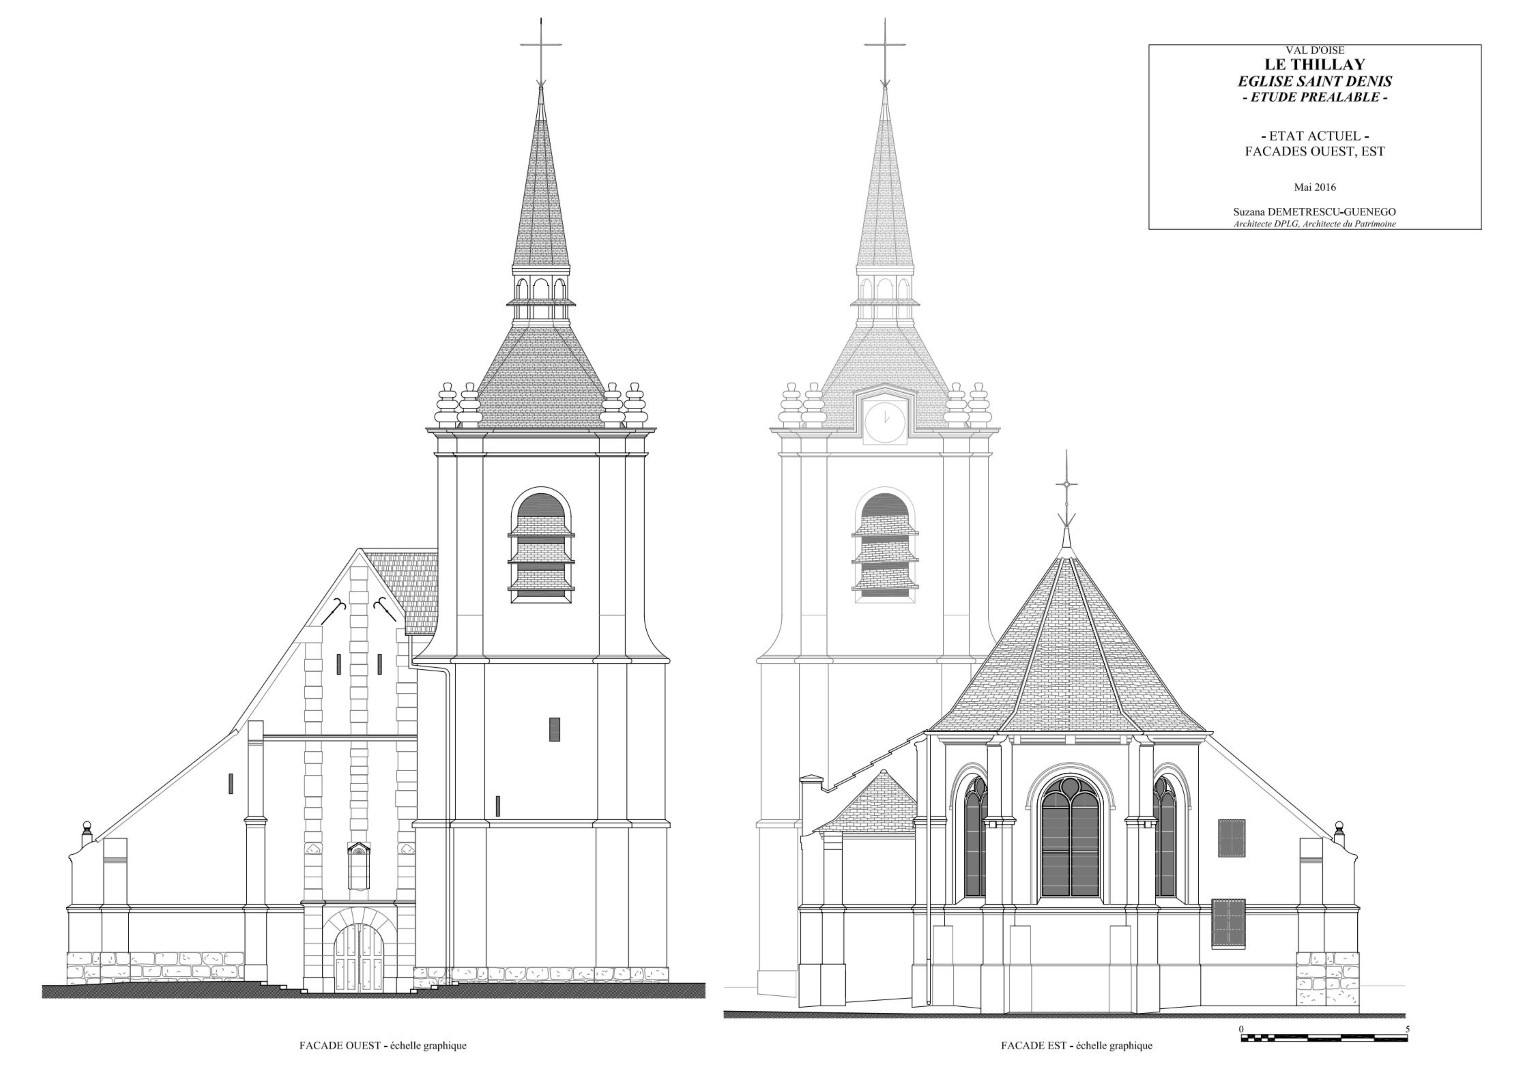 VAL D'OISE
LE THILLAY
EGLISE SAINT DENIS
- ETUDE PREALABLE -
- ETAT ACTUEL -
FACADES OUEST, EST
Mai 2016
Suzana DEMETRESCU-GUENEGO
Architecte DPLG, Architecte du Patrimoine
FACADE OUEST - échelle graphique
FACADE EST - échelle graphique
0 5